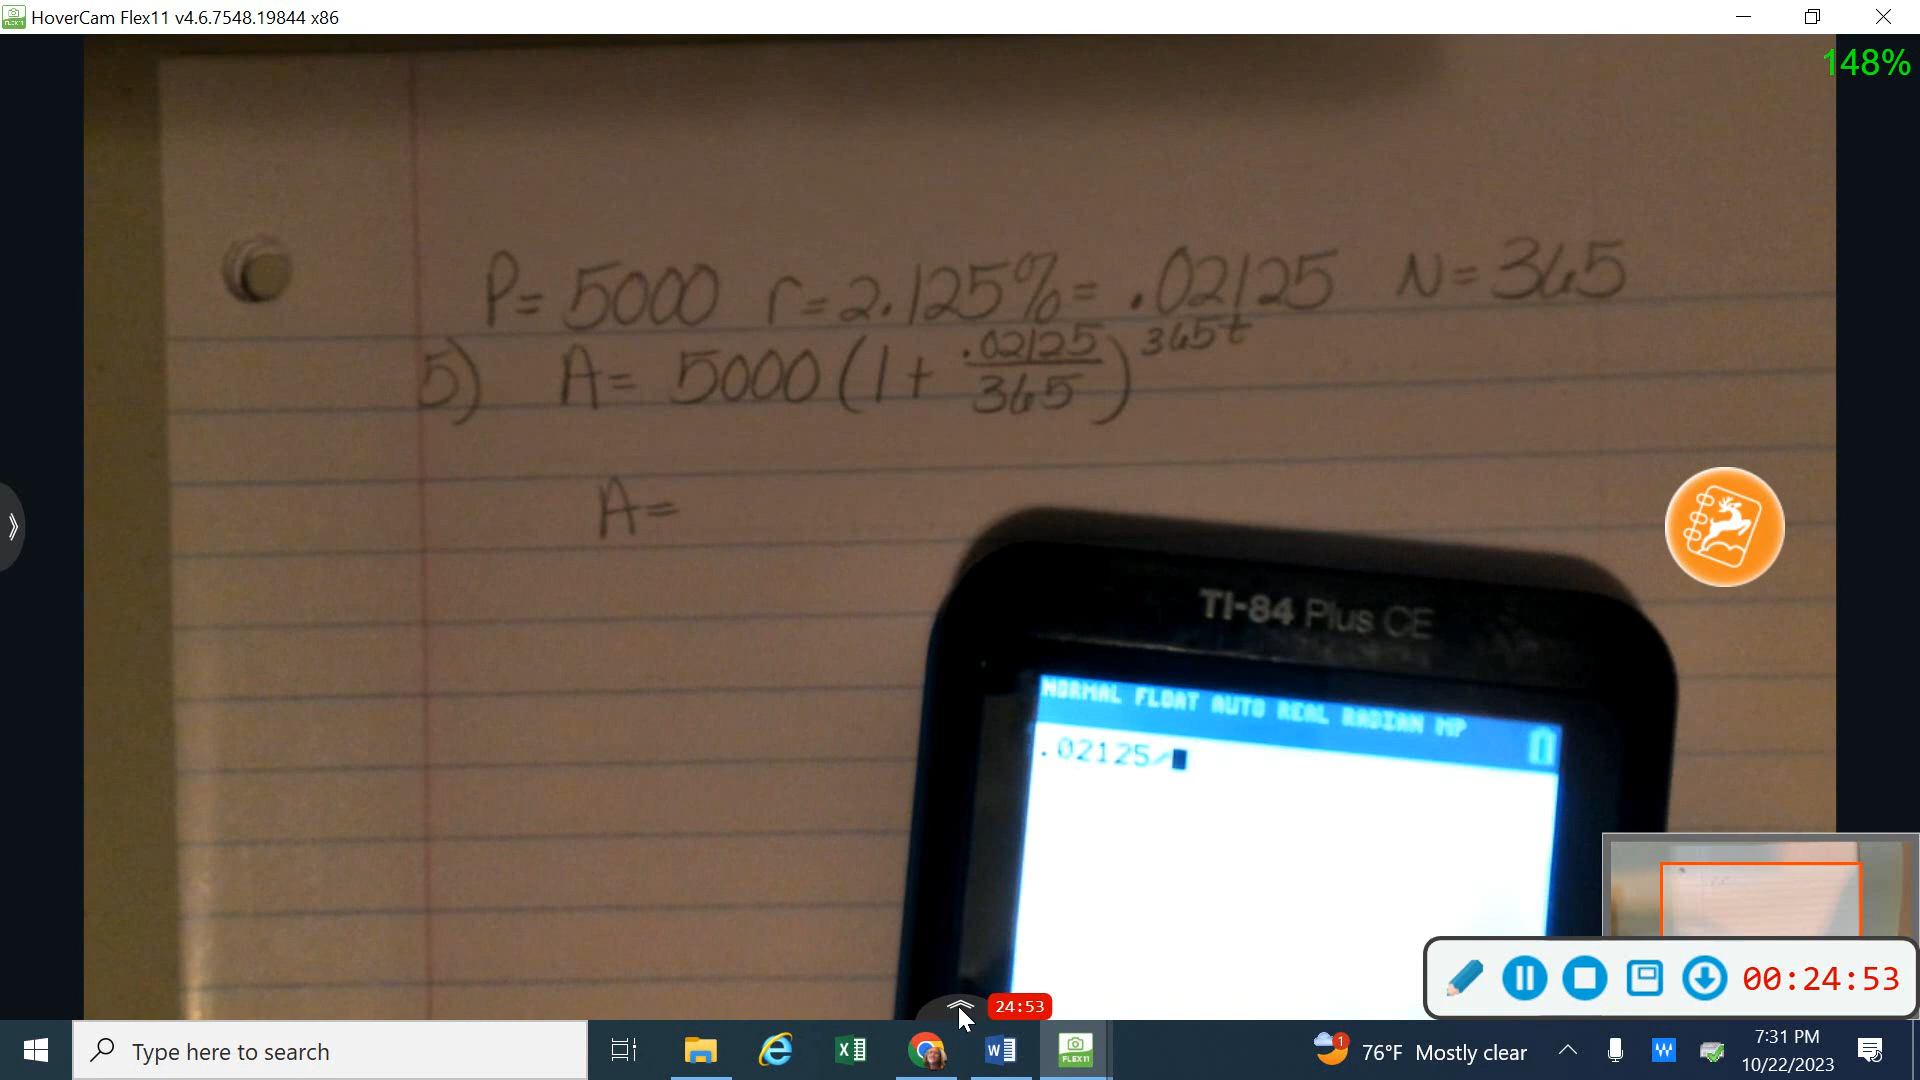 HoverCam Flex11 v4.6.7548.19844 x86
148%
P= 5000 r=2.125%= .02125 N=365
5) A= 5000(1+ .02125/365)^365t
A=
TI-84 Plus CE
NORMAL FLOAT AUTO REAL RADIAN MP
.02125/
00:24:53
24:53
Type here to search
FLEX11
1
76°F Mostly clear
7:31 PM
10/22/2023